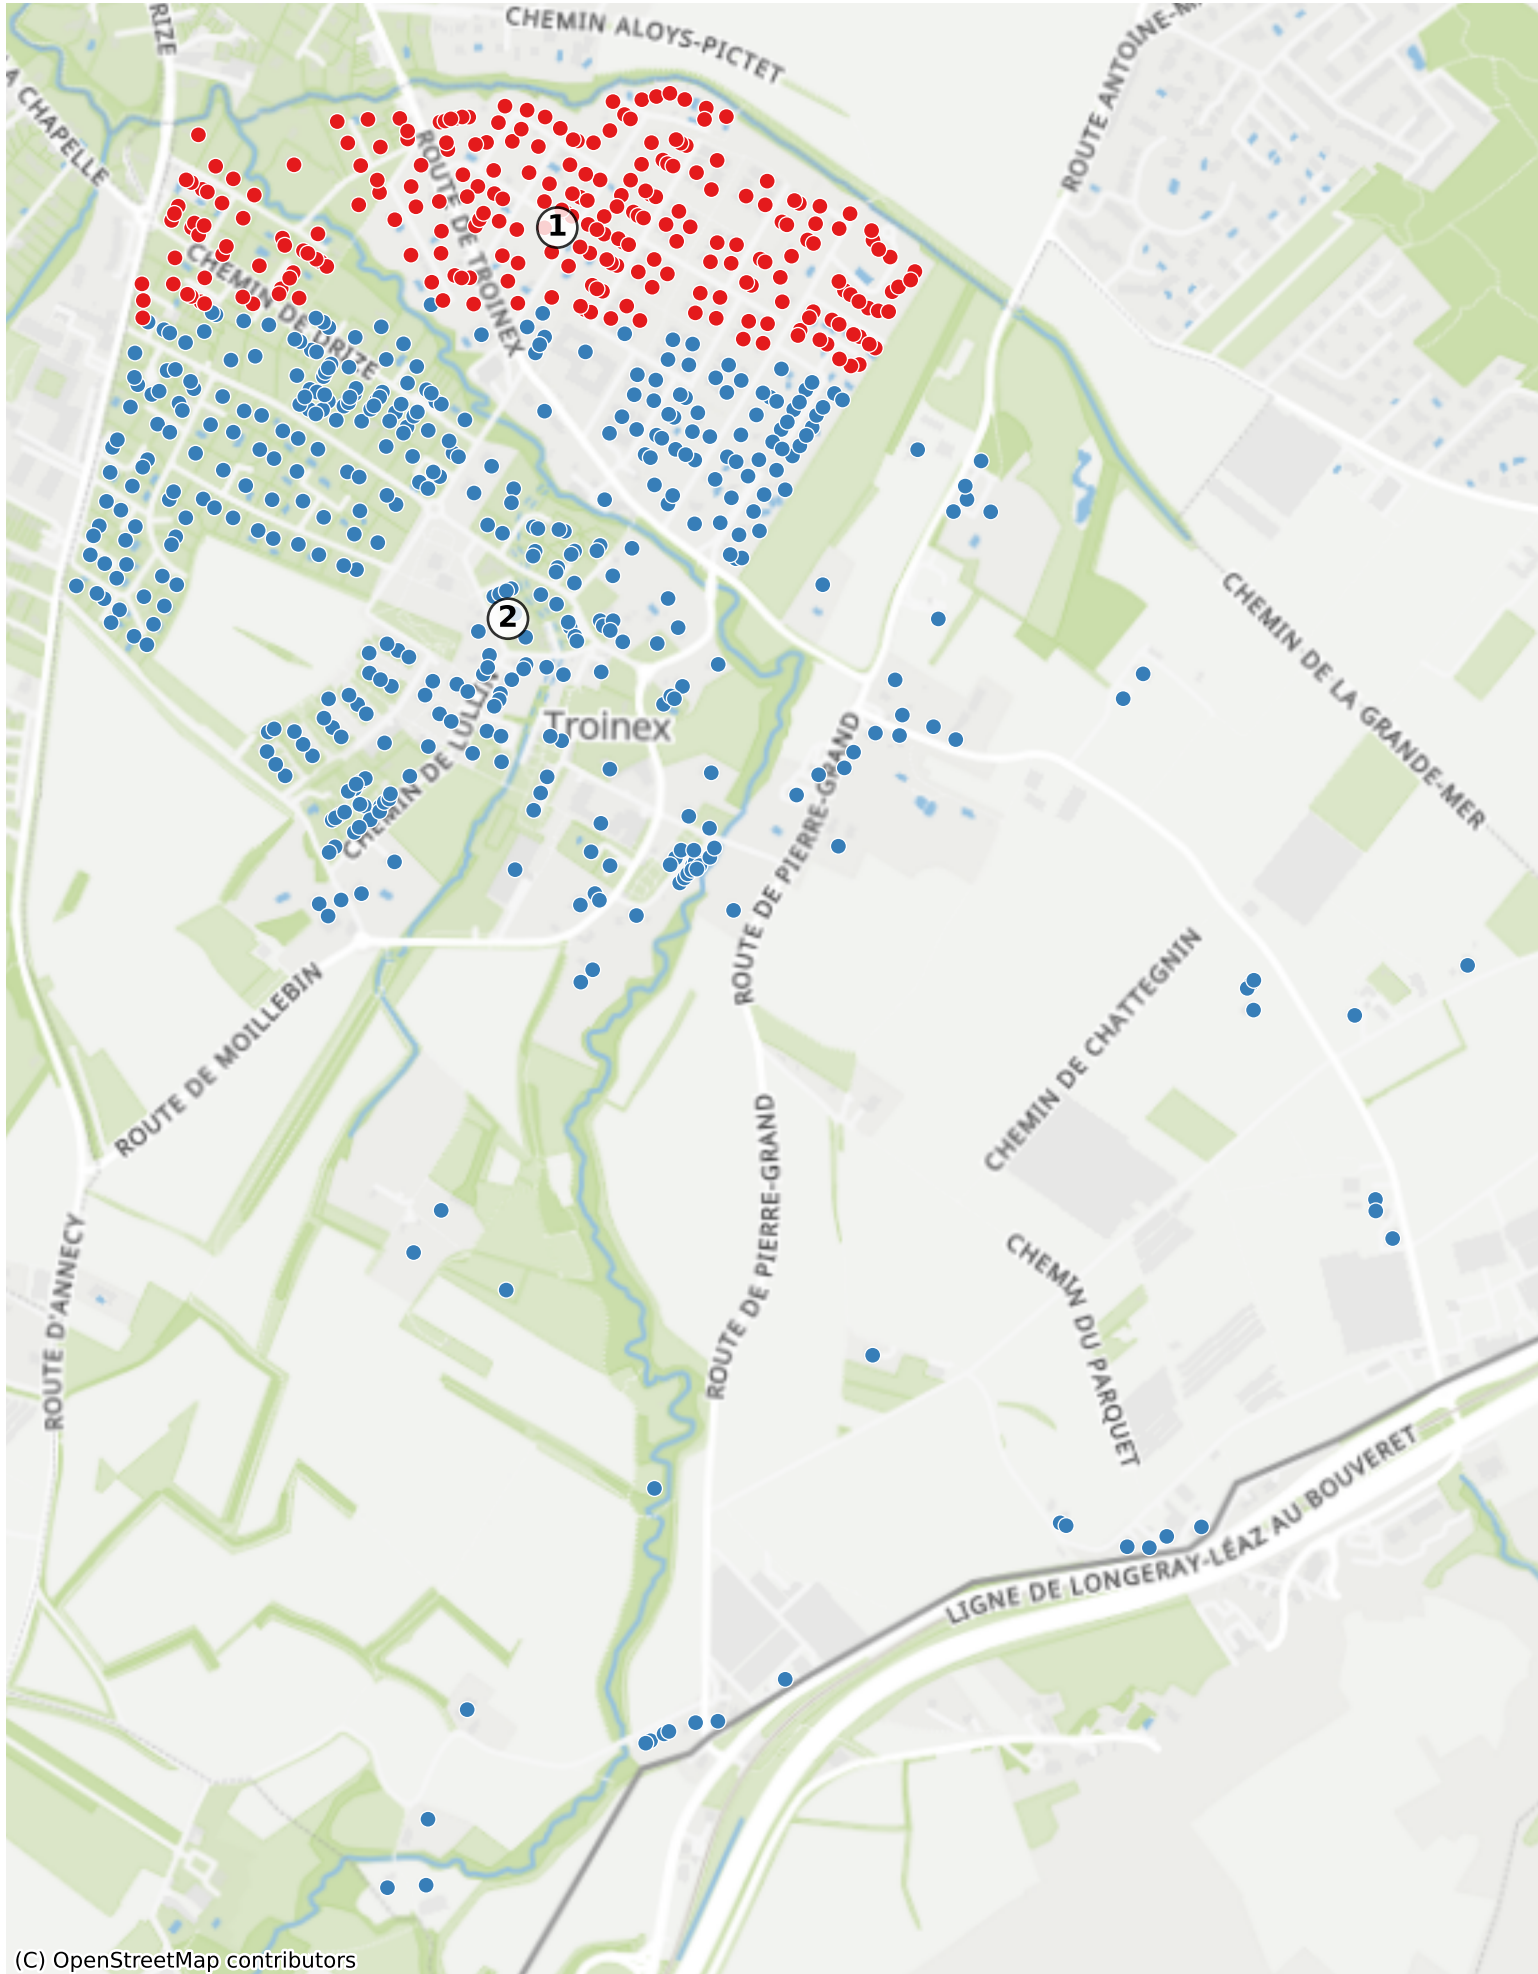 RIZE
CHEMIN ALOYS-PICTET
A CHAPELLE
ROUTE ANTOINE-M
ROUTE DE TROINEX
1
CHEMIN DE DRIZE
2
CHEMIN DE LA GRANDE-MER
CHEMIN DE LULLIN
Troinex
ROUTE DE PIERRE-GRAND
CHEMIN DE CHATTEGNIN
ROUTE DE MOILLEBIN
ROUTE DE PIERRE-GRAND
ROUTE D'ANNECY
CHEMIN DU PARQUET
LIGNE DE LONGERAY-LÉAZ AU BOUVERET
(C) OpenStreetMap contributors